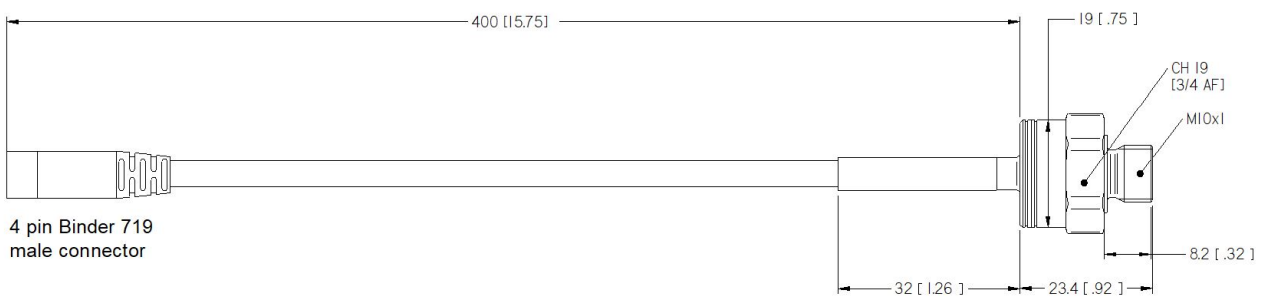 400 [15.75]
19 [ .75 ]
CH 19
[3/4 AF]
M10x1
4 pin Binder 719
male connector
8.2 [ .32 ]
32 [ 1.26 ]
23.4 [ .92 ]